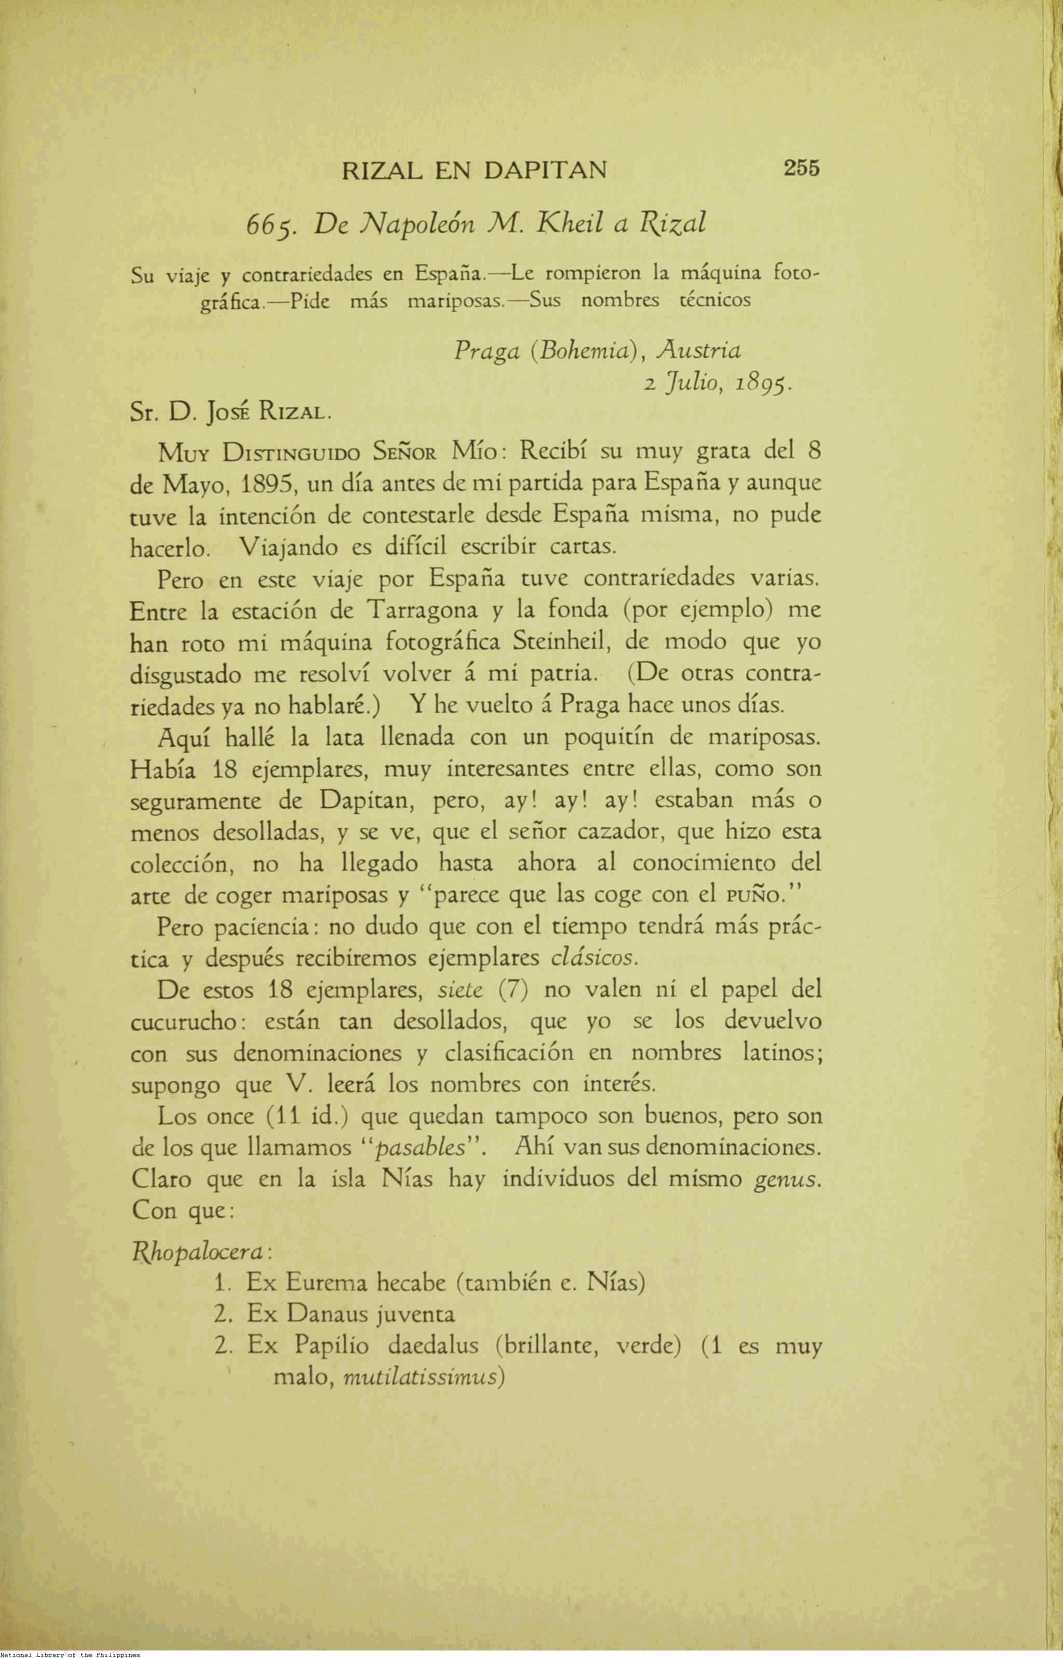 RIZAL EN DAPITAN 255
665. De Napoleón M. Kheil a Rizal
Su viaje y contrariedades en España.—Le rompieron la máquina foto-
gráfica.—Pide más mariposas.—Sus nombres técnicos
Praga (Bohemia), Austria
2 Julio, 1895.
Sr. D. José Rizal.
Muy Distinguido Señor Mío: Recibí su muy grata del 8
de Mayo, 1895, un día antes de mi partida para España y aunque
tuve la intención de contestarle desde España misma, no pude
hacerlo. Viajando es difícil escribir cartas.
Pero en este viaje por España tuve contrariedades varias.
Entre la estación de Tarragona y la fonda (por ejemplo) me
han roto mi máquina fotográfica Steinheil, de modo que yo
disgustado me resolví volver á mi patria. (De otras contra-
riedades ya no hablaré.) Y he vuelto á Praga hace unos días.
Aquí hallé la lata llenada con un poquitín de mariposas.
Había 18 ejemplares, muy interesantes entre ellas, como son
seguramente de Dapitan, pero, ay! ay! ay! estaban más o
menos desolladas, y se ve, que el señor cazador, que hizo esta
colección, no ha llegado hasta ahora al conocimiento del
arte de coger mariposas y "parece que las coge con el PUÑO."
Pero paciencia: no dudo que con el tiempo tendrá más prác-
tica y después recibiremos ejemplares clásicos.
De estos 18 ejemplares, siete (7) no valen ni el papel del
cucurucho: están tan desollados, que yo se los devuelvo
con sus denominaciones y clasificación en nombres latinos;
supongo que V. leerá los nombres con interés.
Los once (11 id.) que quedan tampoco son buenos, pero son
de los que llamamos "pasables". Ahí van sus denominaciones.
Claro que en la isla Nías hay individuos del mismo genus.
Con que:
Rhopalocera:
1. Ex Eurema hecabe (también e. Nías)
2. Ex Danaus juventa
2. Ex Papilio daedalus (brillante, verde) (1 es muy
malo, mutilatissimus)
National Library of the Philippines